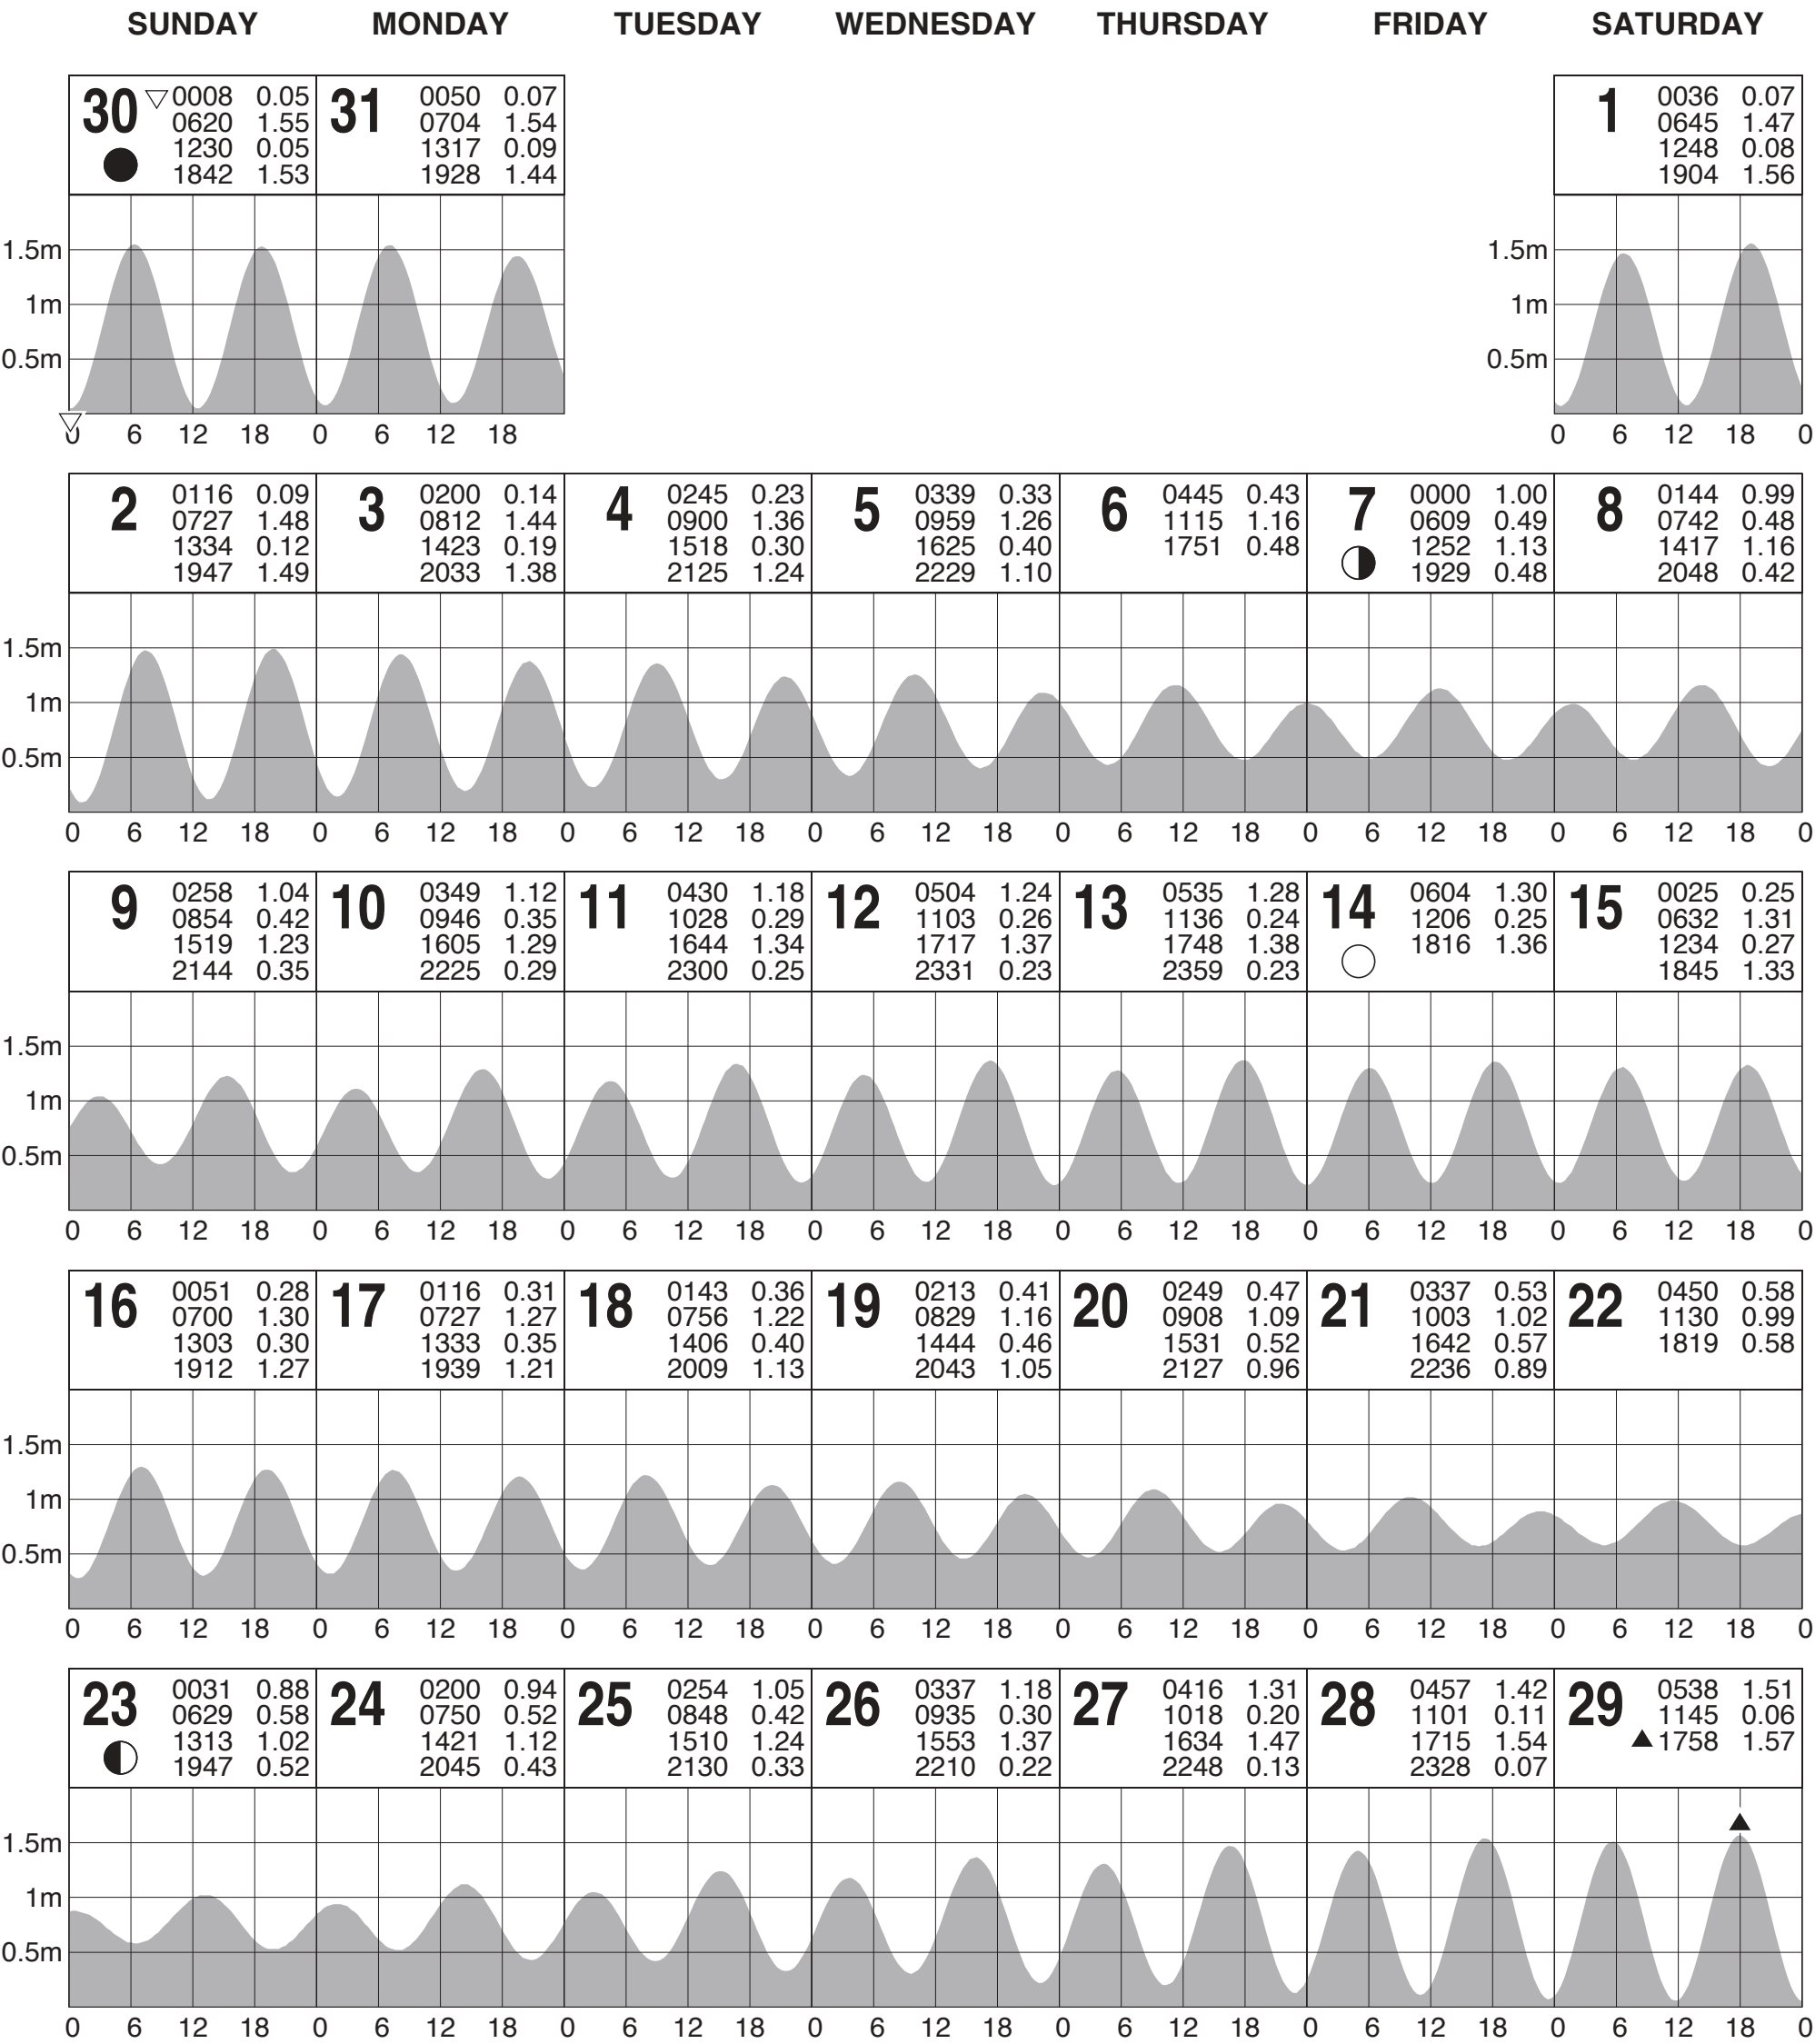 SUNDAY MONDAY TUESDAY WEDNESDAY THURSDAY FRIDAY SATURDAY
30 0008 0.05 31 0050 0.07 1 0036 0.07
0620 1.55 0704 1.54 0645 1.47
1230 0.05 1317 0.09 1248 0.08
1842 1.53 1928 1.44 1904 1.56
1.5m 1.5m
1m 1m
0.5m 0.5m
0 6 12 18 0 6 12 18 0 6 12 18 0
2 0116 0.09 3 0200 0.14 4 0245 0.23 5 0339 0.33 6 0445 0.43 7 0000 1.00 8 0144 0.99
0727 1.48 0812 1.44 0900 1.36 0959 1.26 1115 1.16 0609 0.49 0742 0.48
1334 0.12 1423 0.19 1518 0.30 1625 0.40 1751 0.48 1252 1.13 1417 1.16
1947 1.49 2033 1.38 2125 1.24 2229 1.10 1929 0.48 2048 0.42
1.5m
1m
0.5m
0 6 12 18 0 6 12 18 0 6 12 18 0 6 12 18 0 6 12 18 0 6 12 18 0 6 12 18 0
9 0258 1.04 10 0349 1.12 11 0430 1.18 12 0504 1.24 13 0535 1.28 14 0604 1.30 15 0025 0.25
0854 0.42 0946 0.35 1028 0.29 1103 0.26 1136 0.24 1206 0.25 0632 1.31
1519 1.23 1605 1.29 1644 1.34 1717 1.37 1748 1.38 1816 1.36 1234 0.27
2144 0.35 2225 0.29 2300 0.25 2331 0.23 2359 0.23 1845 1.33
1.5m
1m
0.5m
0 6 12 18 0 6 12 18 0 6 12 18 0 6 12 18 0 6 12 18 0 6 12 18 0 6 12 18 0
16 0051 0.28 17 0116 0.31 18 0143 0.36 19 0213 0.41 20 0249 0.47 21 0337 0.53 22 0450 0.58
0700 1.30 0727 1.27 0756 1.22 0829 1.16 0908 1.09 1003 1.02 1130 0.99
1303 0.30 1333 0.35 1406 0.40 1444 0.46 1531 0.52 1642 0.57 1819 0.58
1912 1.27 1939 1.21 2009 1.13 2043 1.05 2127 0.96 2236 0.89
1.5m
1m
0.5m
0 6 12 18 0 6 12 18 0 6 12 18 0 6 12 18 0 6 12 18 0 6 12 18 0 6 12 18 0
23 0031 0.88 24 0200 0.94 25 0254 1.05 26 0337 1.18 27 0416 1.31 28 0457 1.42 29 0538 1.51
0629 0.58 0750 0.52 0848 0.42 0935 0.30 1018 0.20 1101 0.11 1145 0.06
1313 1.02 1421 1.12 1510 1.24 1553 1.37 1634 1.47 1715 1.54 1758 1.57
1947 0.52 2045 0.43 2130 0.33 2210 0.22 2248 0.13 2328 0.07
1.5m
1m
0.5m
0 6 12 18 0 6 12 18 0 6 12 18 0 6 12 18 0 6 12 18 0 6 12 18 0 6 12 18 0